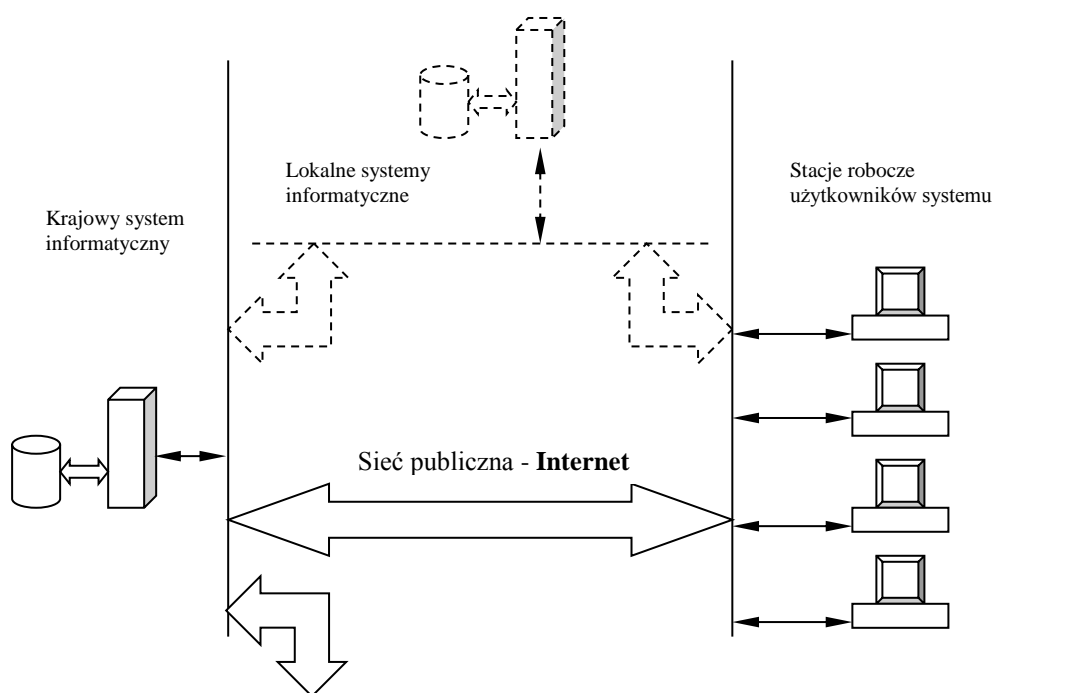 Lokalne systemy
informatyczne
Stacje robocze
użytkowników systemu
Krajowy system
informatyczny
Sieć publiczna - Internet